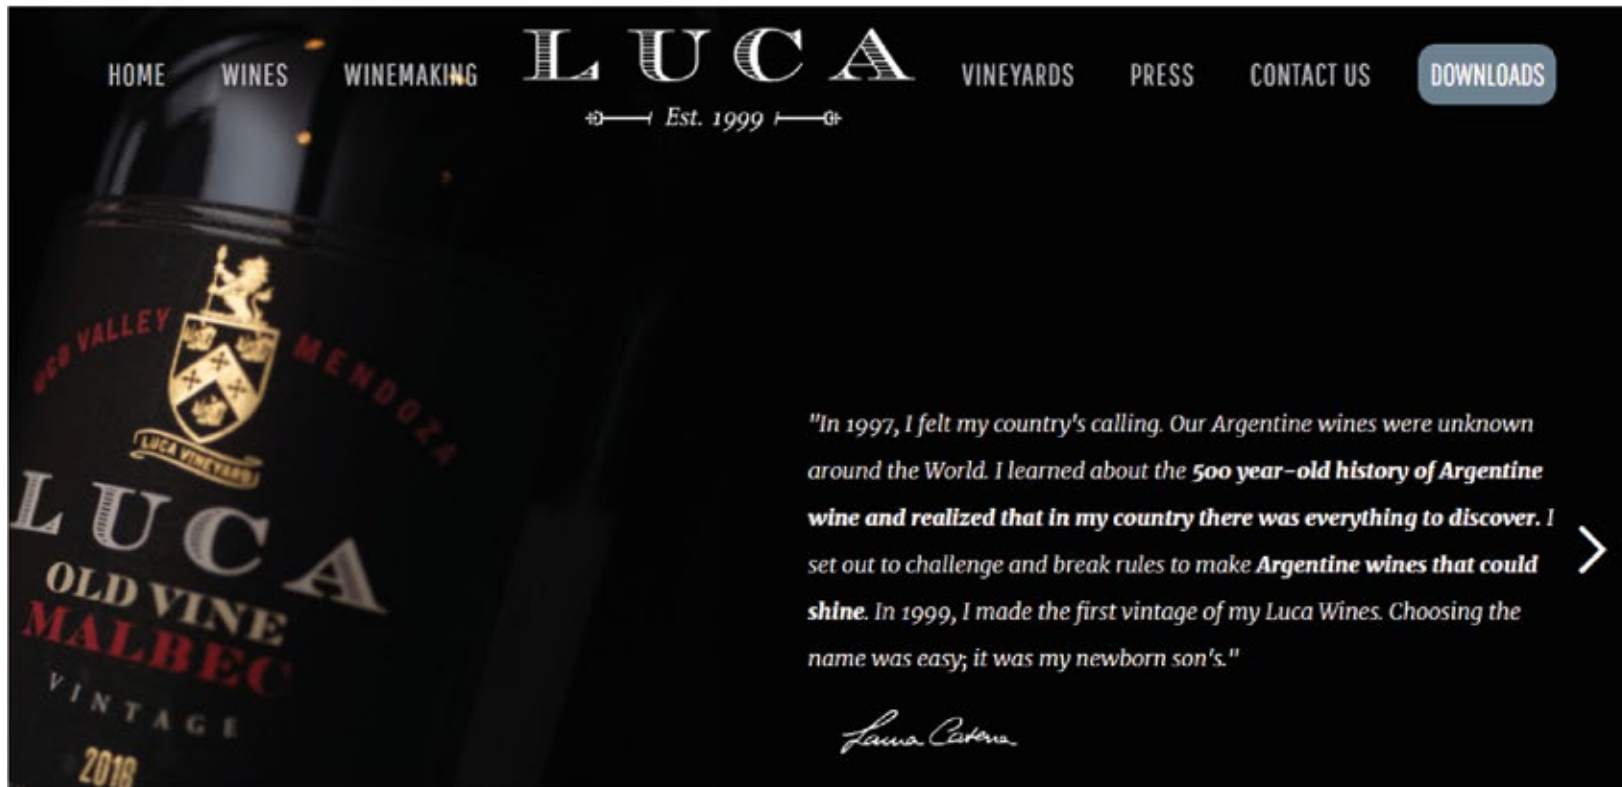 HOME WINES WINEMAKING LUCA VINEYARDS PRESS CONTACT US DOWNLOADS
Est. 1999
UCO VALLEY MENDOZA
LUCA VINEYARDS
LUCA
OLD VINE
MALBEC
VINTAGE
2018
"In 1997, I felt my country's calling. Our Argentine wines were unknown
around the World. I learned about the 500 year-old history of Argentine
wine and realized that in my country there was everything to discover. I
set out to challenge and break rules to make Argentine wines that could
shine. In 1999, I made the first vintage of my Luca Wines. Choosing the
name was easy; it was my newborn son's."
Laura Catena